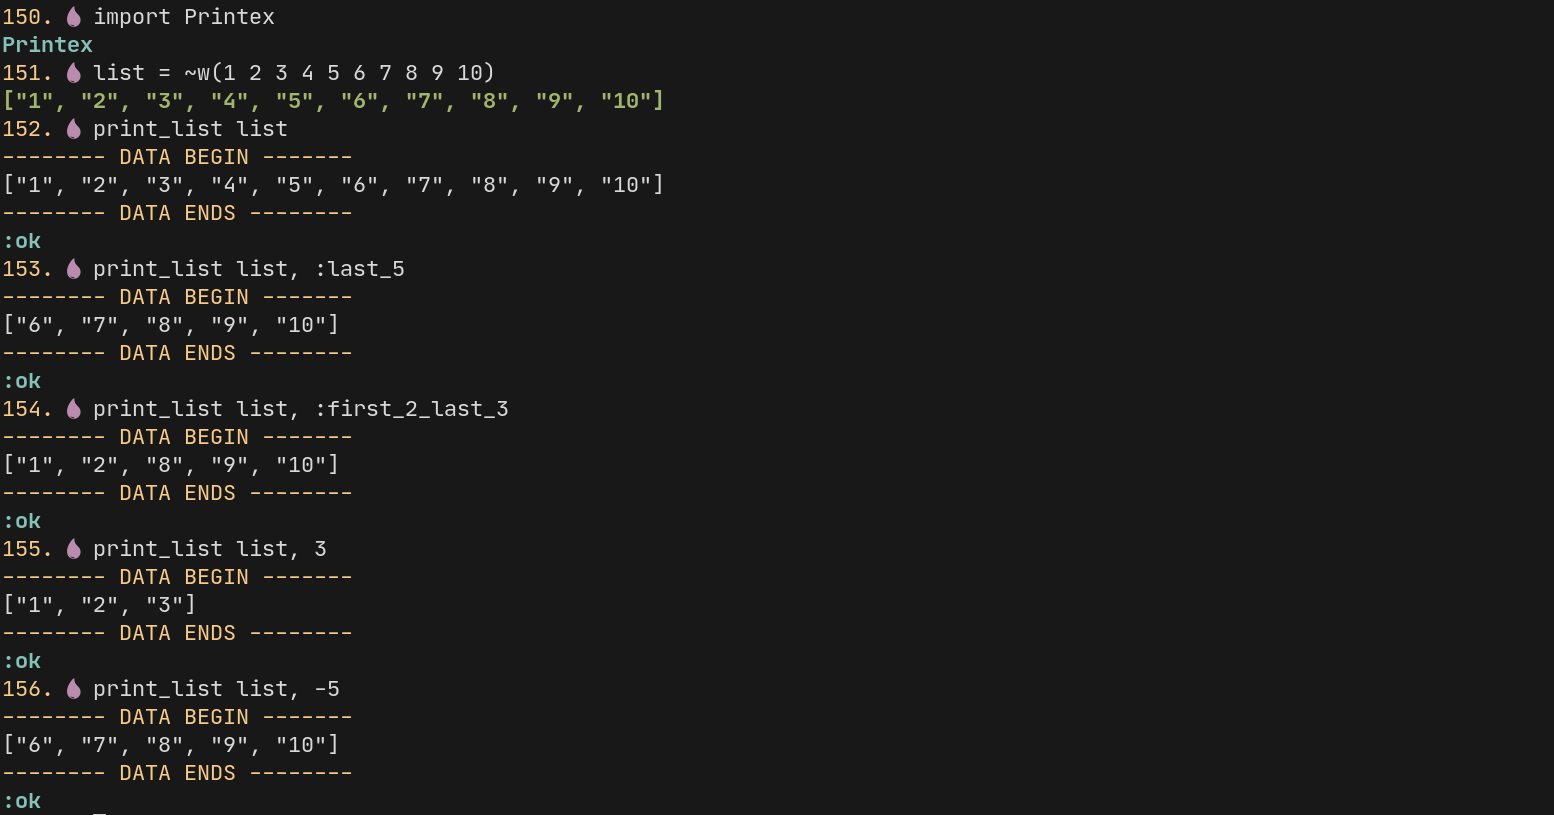 150. import Printex
Printex
151. list = ~w(1 2 3 4 5 6 7 8 9 10)
["1", "2", "3", "4", "5", "6", "7", "8", "9", "10"]
152. print_list list
-------- DATA BEGIN -------
["1", "2", "3", "4", "5", "6", "7", "8", "9", "10"]
-------- DATA ENDS --------
:ok
153. print_list list, :last_5
-------- DATA BEGIN -------
["6", "7", "8", "9", "10"]
-------- DATA ENDS --------
:ok
154. print_list list, :first_2_last_3
-------- DATA BEGIN -------
["1", "2", "8", "9", "10"]
-------- DATA ENDS --------
:ok
155. print_list list, 3
-------- DATA BEGIN -------
["1", "2", "3"]
-------- DATA ENDS --------
:ok
156. print_list list, -5
-------- DATA BEGIN -------
["6", "7", "8", "9", "10"]
-------- DATA ENDS --------
:ok